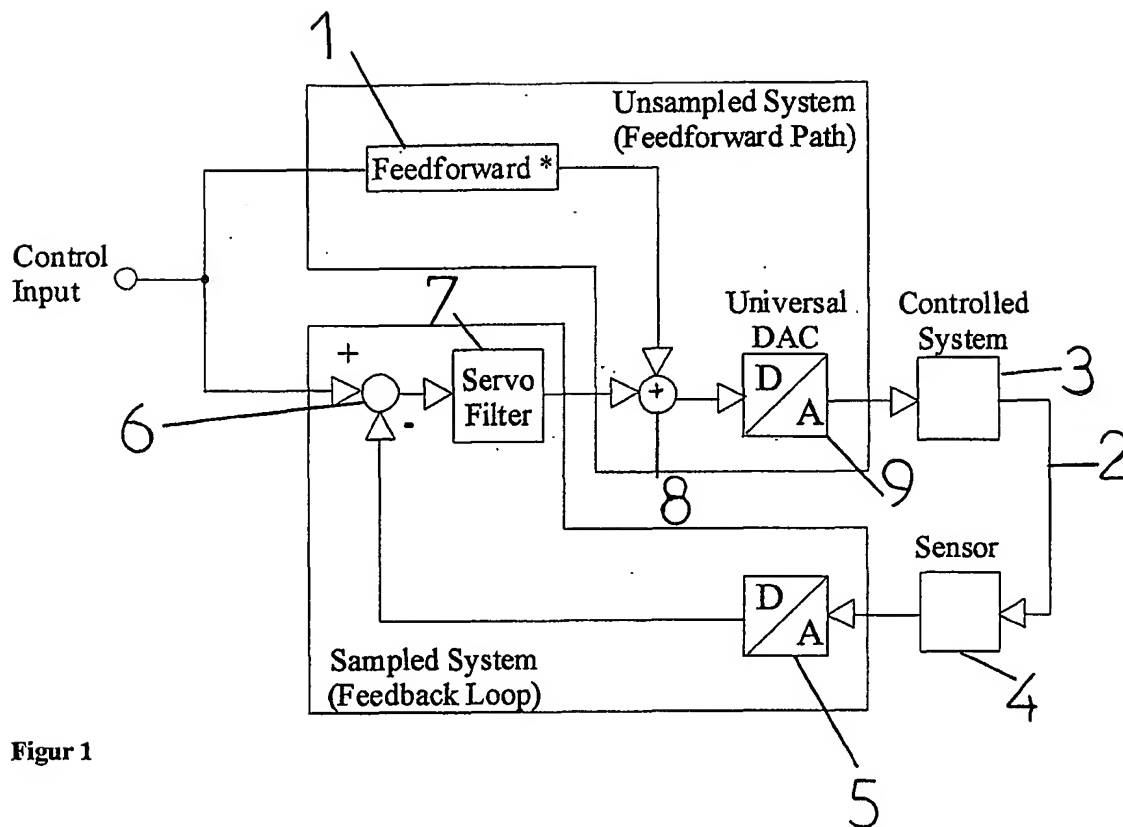 1
Unsampled System
(Feedforward Path)
Feedforward *
Control
Input
7
Universal
DAC
Controlled
System
+
Servo
Filter
+
D
A
3
6
-
2
8
9
Sensor
D
A
Sampled System
(Feedback Loop)
4
Figur 1
5